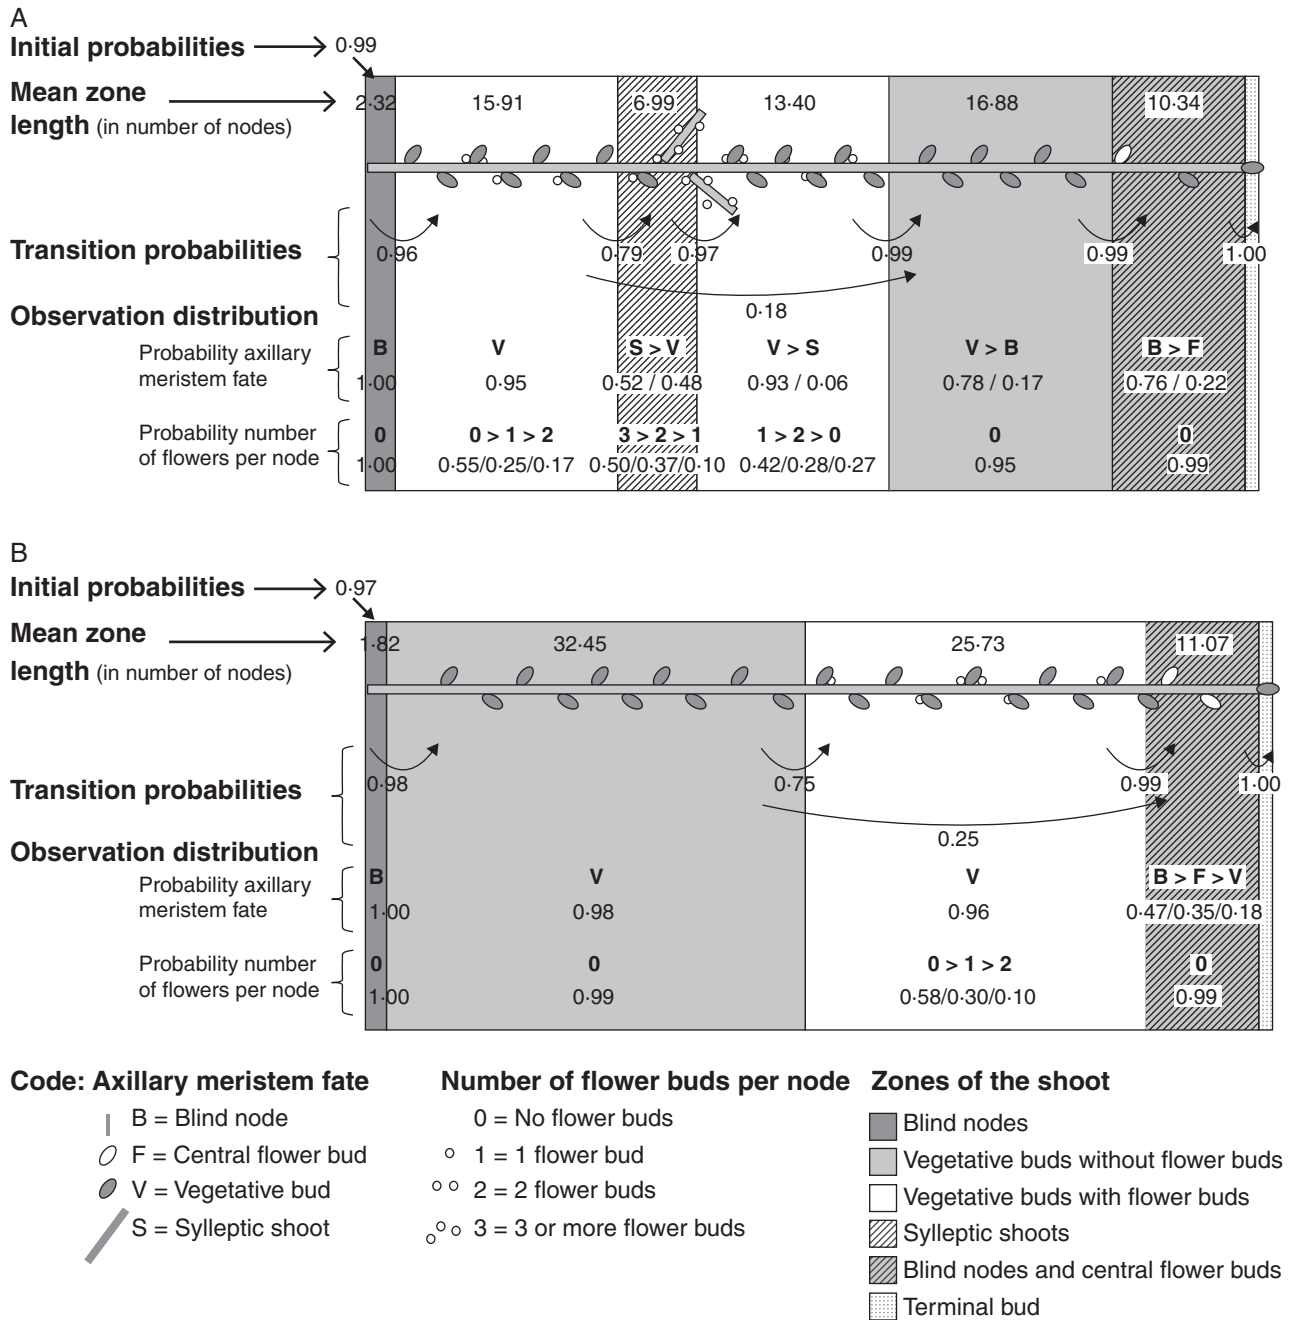 A
Initial probabilities 0·99
Mean zone
length (in number of nodes)
2·32 15·91 6·99 13·40 16·88 10·34
Transition probabilities
0·96 0·79 0·97 0·99 0·99 1·00
0·18
Observation distribution
Probability axillary
meristem fate
B V S > V V > S V > B B > F
1·00 0·95 0·52 / 0·48 0·93 / 0·06 0·78 / 0·17 0·76 / 0·22
Probability number
of flowers per node
0 0 > 1 > 2 3 > 2 > 1 1 > 2 > 0 0 0
1·00 0·55/0·25/0·17 0·50/0·37/0·10 0·42/0·28/0·27 0·95 0·99
B
Initial probabilities 0·97
Mean zone
length (in number of nodes)
1·82 32·45 25·73 11·07
Transition probabilities
0·98 0·75 0·99 1·00
0.25
Observation distribution
Probability axillary
meristem fate
B V V B > F > V
1·00 0·98 0·96 0·47/0·35/0·18
Probability number
of flowers per node
0 0 0 > 1 > 2 0
1·00 0·99 0·58/0·30/0·10 0·99
Code: Axillary meristem fate
B = Blind node
F = Central flower bud
V = Vegetative bud
S = Sylleptic shoot
Number of flower buds per node
0 = No flower buds
1 = 1 flower bud
2 = 2 flower buds
3 = 3 or more flower buds
Zones of the shoot
Blind nodes
Vegetative buds without flower buds
Vegetative buds with flower buds
Sylleptic shoots
Blind nodes and central flower buds
Terminal bud